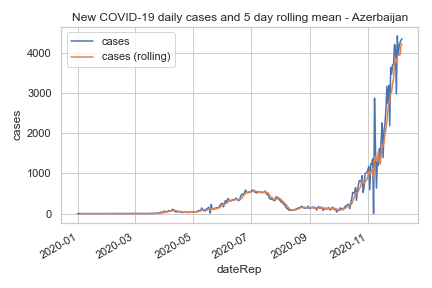 New COVID-19 daily cases and 5 day rolling mean - Azerbaijan
cases
cases (rolling)
4000
3000
2000
1000
0
cases
2020-01
2020-03
2020-05
2020-07
2020-09
2020-11
dateRep